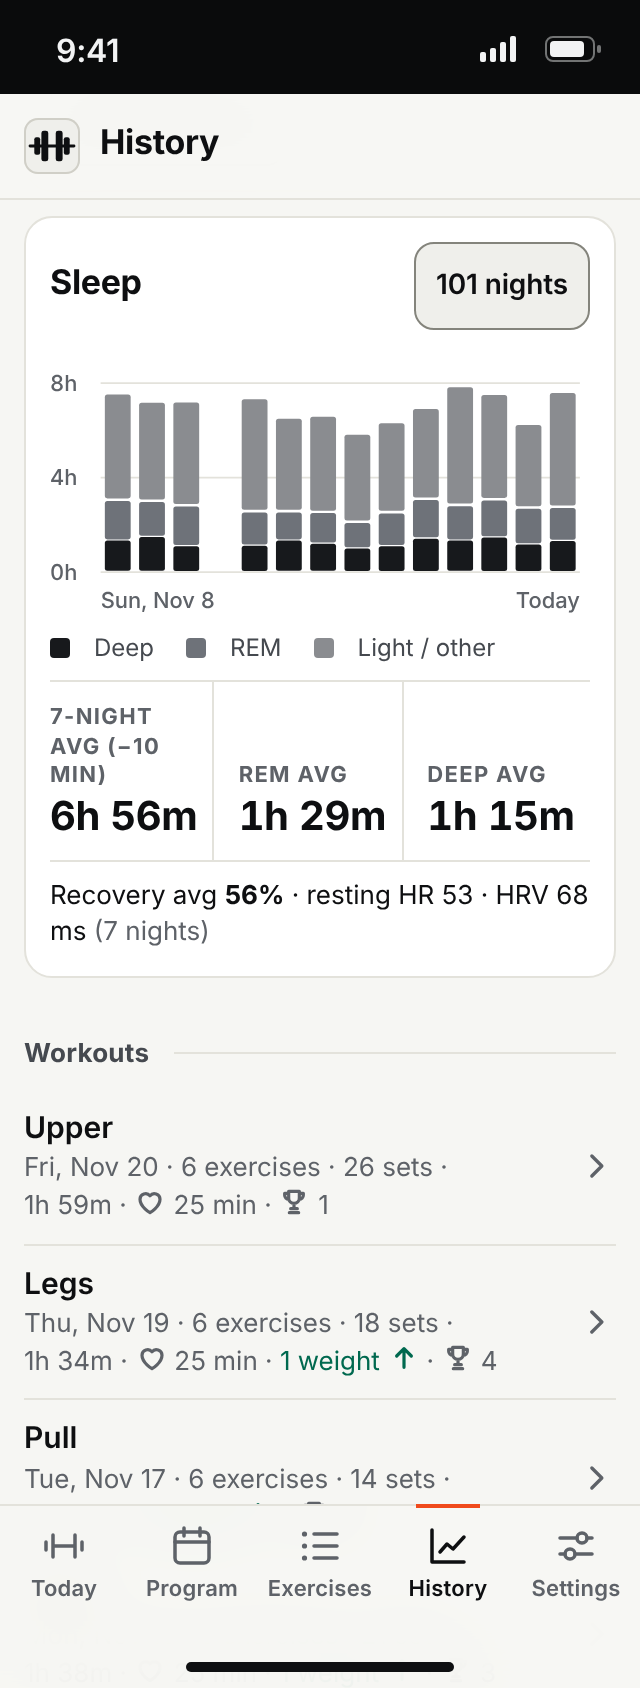 9:41
History
Sleep
101 nights
8h
4h
0h
Sun, Nov 8
Today
Deep
REM
Light / other
7-NIGHT
AVG (−10
MIN)
6h 56m
REM AVG
1h 29m
DEEP AVG
1h 15m
Recovery avg 56% · resting HR 53 · HRV 68
ms (7 nights)
Workouts
Upper
Fri, Nov 20 · 6 exercises · 26 sets ·
1h 59m · 25 min · 1
Legs
Thu, Nov 19 · 6 exercises · 18 sets ·
1h 34m · 25 min · 1 weight ↑ · 4
Pull
Tue, Nov 17 · 6 exercises · 14 sets ·
Today
Program
Exercises
History
Settings